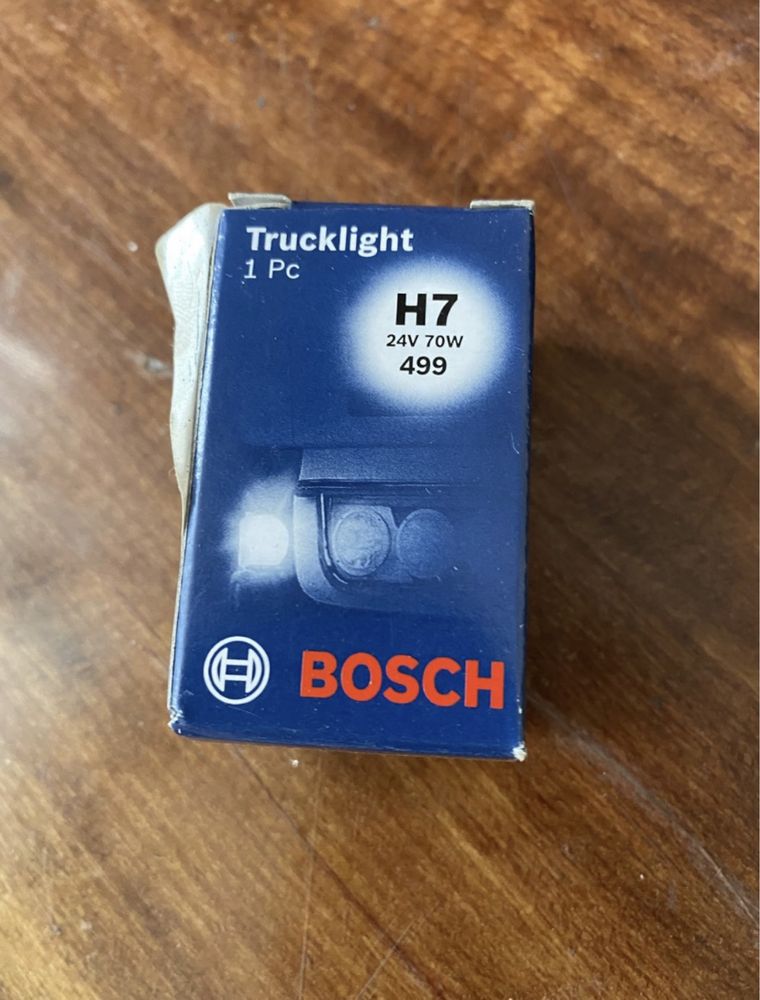 Trucklight
1 Pc
H7
24V 70W
499
BOSCH